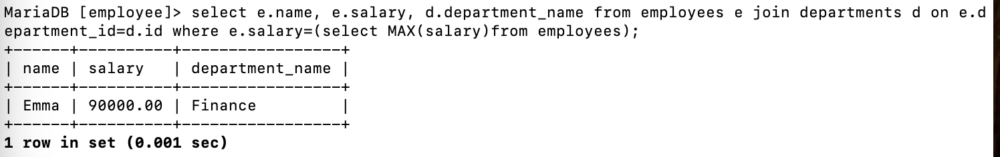 MariaDB [employee]> select e.name, e.salary, d.department_name from employees e join departments d on e.d
epartment_id=d.id where e.salary=(select MAX(salary)from employees);
+------+----------+-----------------+
| name | salary   | department_name |
+------+----------+-----------------+
| Emma | 90000.00 | Finance         |
+------+----------+-----------------+
1 row in set (0.001 sec)